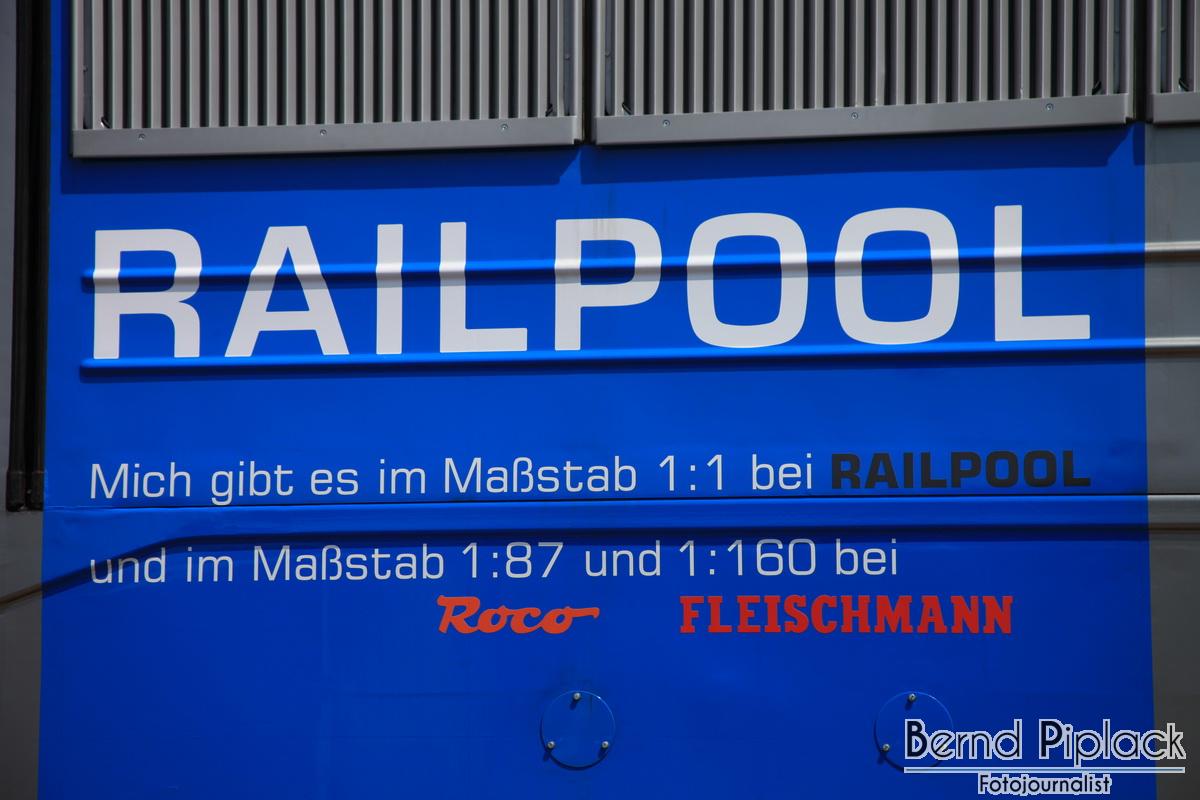 RAILPOOL
Mich gibt es im Maßstab 1:1 bei RAILPOOL
und im Maßstab 1:87 und 1:160 bei
Roco FLEISCHMANN
Bernd Piplack
Fotojournalist